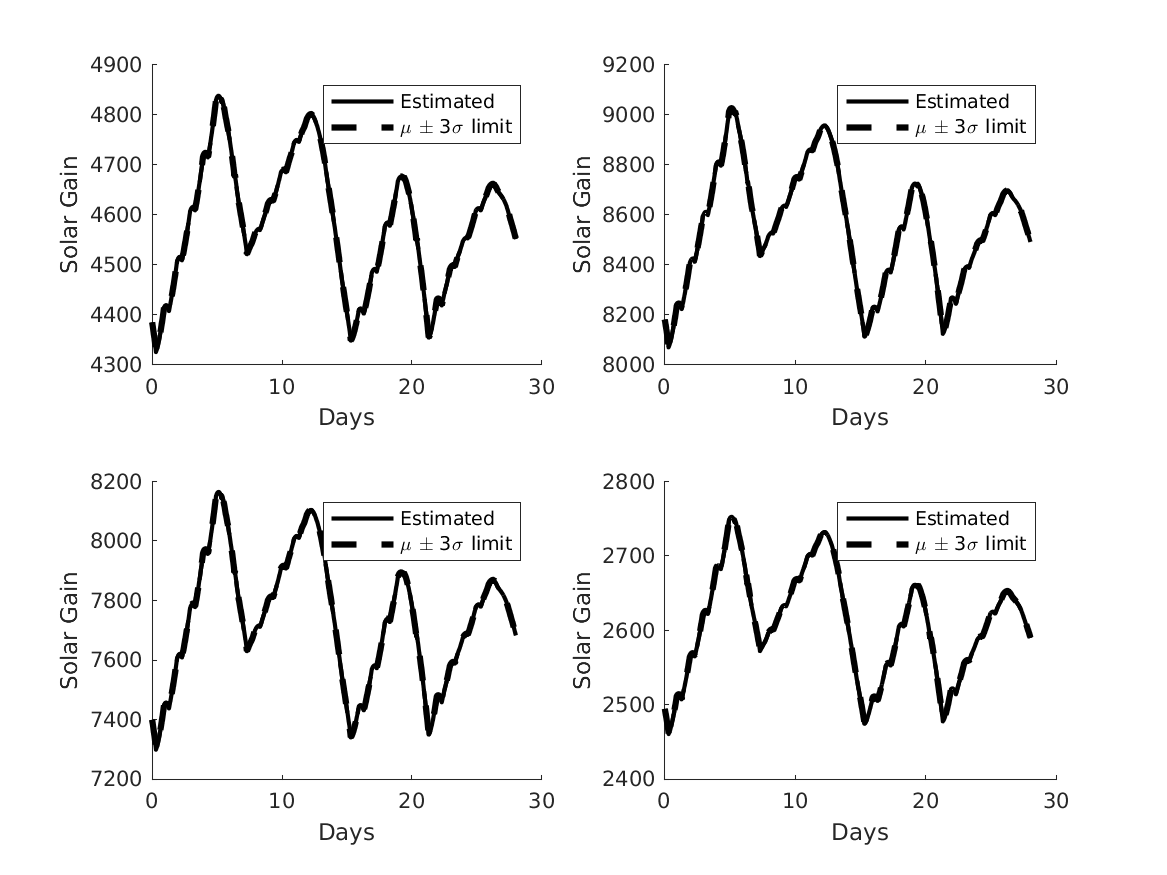 4900
4800
4700
4600
4500
4400
4300
Solar Gain
0 10 20 30
Days
Estimated
μ ± 3σ limit
9200
9000
8800
8600
8400
8200
8000
Solar Gain
0 10 20 30
Days
Estimated
μ ± 3σ limit
8200
8000
7800
7600
7400
7200
Solar Gain
0 10 20 30
Days
Estimated
μ ± 3σ limit
2800
2700
2600
2500
2400
Solar Gain
0 10 20 30
Days
Estimated
μ ± 3σ limit